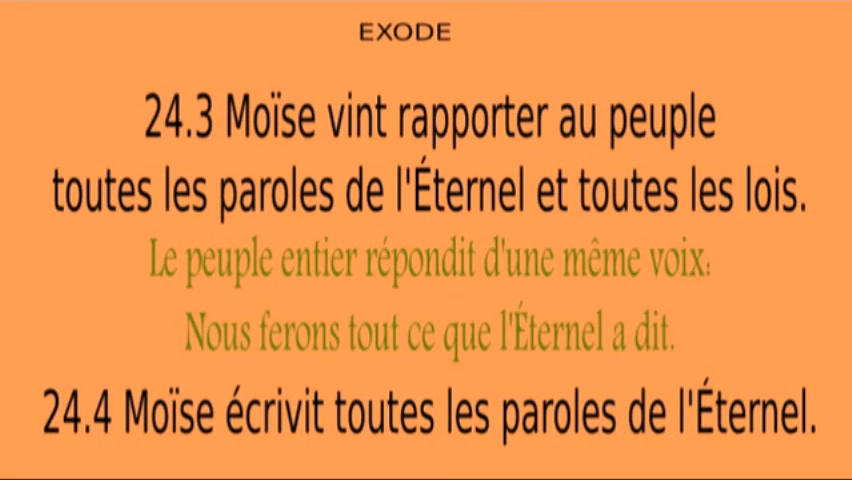 EXODE
24.3 Moïse vint rapporter au peuple
toutes les paroles de l'Éternel et toutes les lois.
Le peuple entier répondit d'une même voix:
Nous ferons tout ce que l'Éternel a dit.
24.4 Moïse écrivit toutes les paroles de l'Éternel.